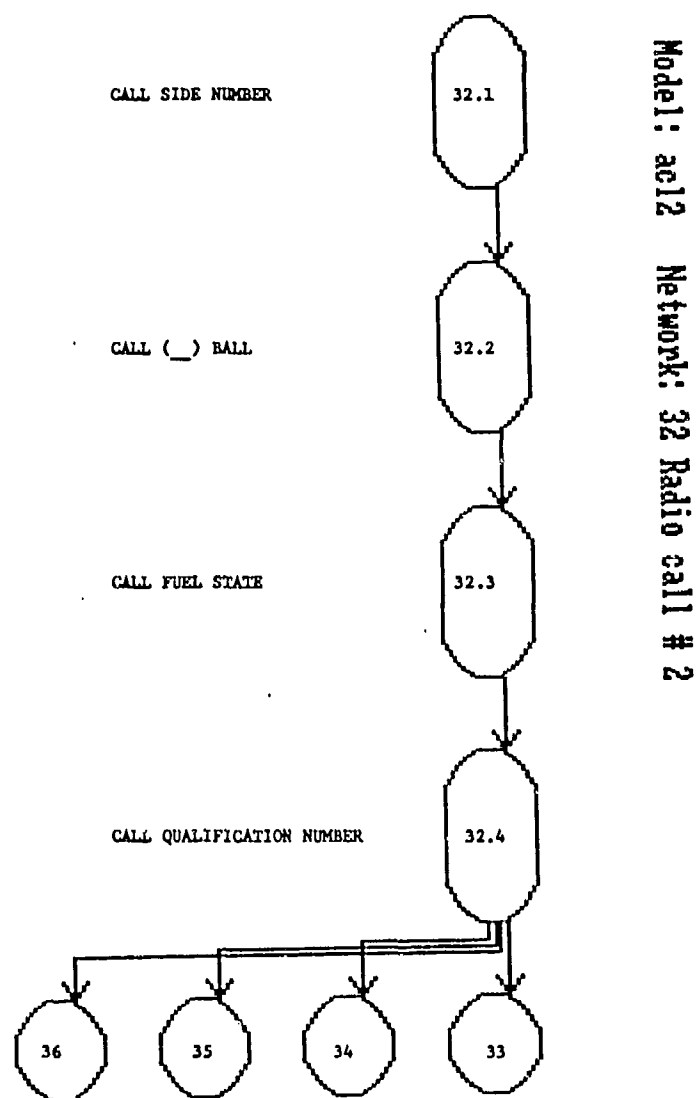 Model: acl2 Network: 32 Radio call # 2
CALL SIDE NUMBER
32.1
CALL (__) BALL
32.2
CALL FUEL STATE
32.3
CALL QUALIFICATION NUMBER
32.4
36
35
34
33